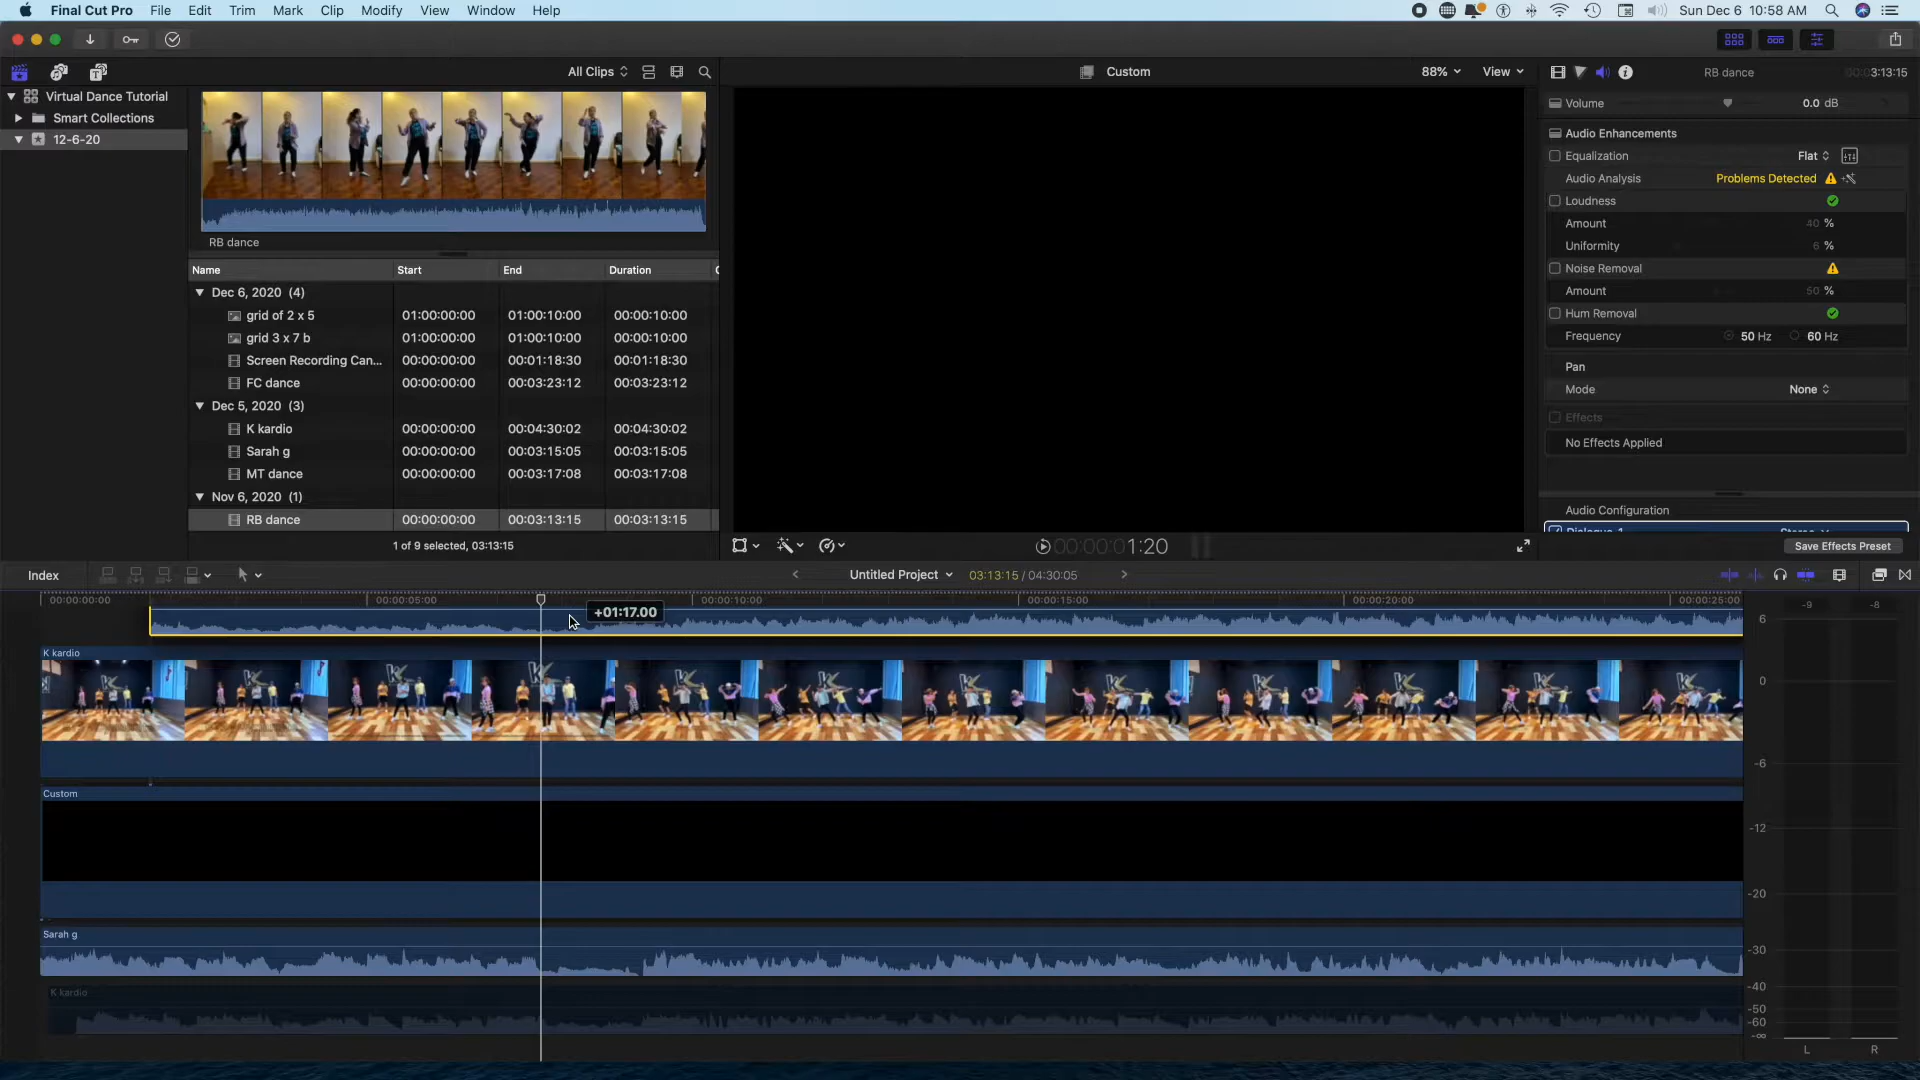 Final Cut Pro File Edit Trim Mark Clip Modify View Window Help Sun Dec 6 10:58 AM
All Clips Custom 88% View RB dance 3:13:15
Virtual Dance Tutorial
Smart Collections
12-6-20
RB dance
Name Start End Duration
Dec 6, 2020 (4)
grid of 2 x 5 01:00:00:00 01:00:10:00 00:00:10:00
grid 3 x 7 b 01:00:00:00 01:00:10:00 00:00:10:00
Screen Recording Can... 00:00:00:00 00:01:18:30 00:01:18:30
FC dance 00:00:00:00 00:03:23:12 00:03:23:12
Dec 5, 2020 (3)
K kardio 00:00:00:00 00:04:30:02 00:04:30:02
Sarah g 00:00:00:00 00:03:15:05 00:03:15:05
MT dance 00:00:00:00 00:03:17:08 00:03:17:08
Nov 6, 2020 (1)
RB dance 00:00:00:00 00:03:13:15 00:03:13:15
1 of 9 selected, 03:13:15
00:00:01:20
Volume 0.0 dB
Audio Enhancements
Equalization Flat
Audio Analysis Problems Detected
Loudness
Amount 40 %
Uniformity 6 %
Noise Removal
Amount 50 %
Hum Removal
Frequency 50 Hz 60 Hz
Pan
Mode None
Effects
No Effects Applied
Audio Configuration
Save Effects Preset
Index Untitled Project 03:13:15 / 04:30:05
00:00:00:00 00:00:05:00 00:00:10:00 00:00:15:00 00:00:20:00 00:00:25:00
+01:17.00
K kardio
Custom
Sarah g
K kardio
-9 -8
6
0
-6
-12
-20
-30
-40
-50
-60
-∞
L R